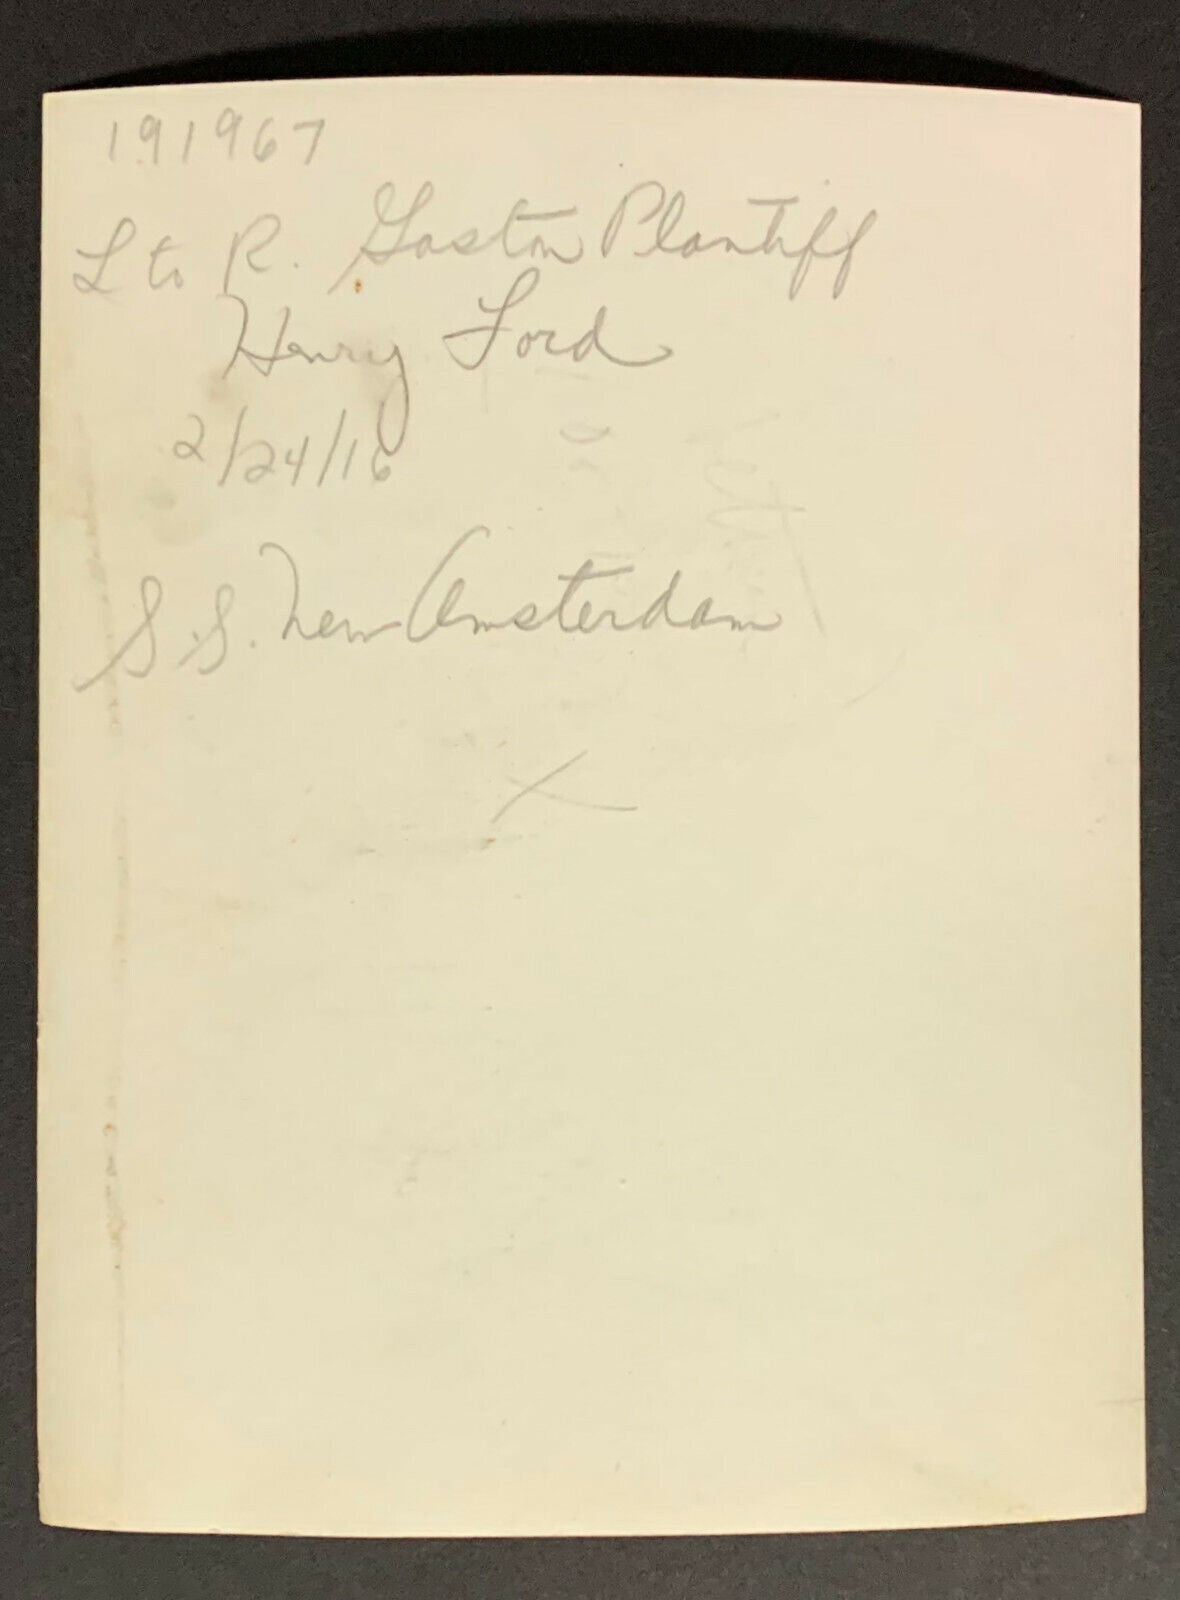 191967
L to R. Gaston Plantiff
Henry Ford
2/24/16
S.S. New Amsterdam